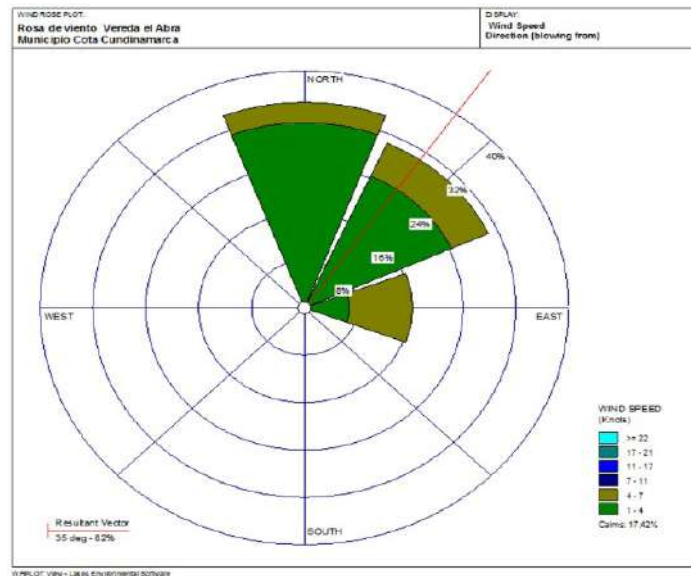 WIND ROSE PLOT:
Rosa de viento Vereda el Abra
Municipio Cota Cundinamarca
DISPLAY:
Wind Speed
Direction (blowing from)
NORTH
40%
32%
24%
16%
8%
WEST
EAST
SOUTH
WIND SPEED
(Knots)
>= 22
17 - 21
11 - 17
7 - 11
4 - 7
1 - 4
Calms: 17.42%
Resultant Vector
35 deg - 62%
WRPLOT View - Lakes Environmental Software